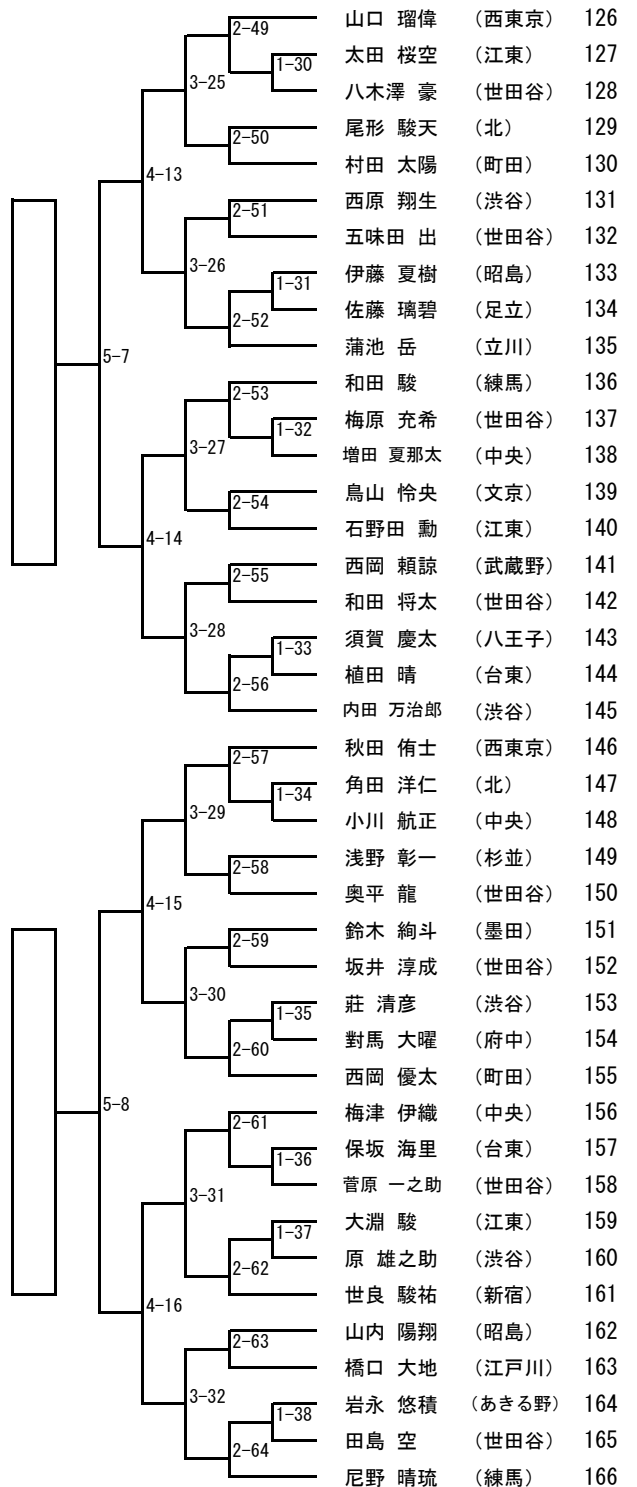 山口 瑠偉 （西東京） 126
2-49
太田 桜空 （江東） 127
1-30
3-25
八木澤 豪 （世田谷） 128
尾形 駿天 （北） 129
2-50
村田 太陽 （町田） 130
4-13
西原 翔生 （渋谷） 131
2-51
五味田 出 （世田谷） 132
3-26
伊藤 夏樹 （昭島） 133
1-31
佐藤 璃碧 （足立） 134
2-52
蒲池 岳 （立川） 135
5-7
和田 駿 （練馬） 136
2-53
梅原 充希 （世田谷） 137
1-32
3-27
増田 夏那太 （中央） 138
鳥山 怜央 （文京） 139
2-54
石野田 勳 （江東） 140
4-14
西岡 頼諒 （武蔵野） 141
2-55
和田 将太 （世田谷） 142
3-28
須賀 慶太 （八王子） 143
1-33
植田 晴 （台東） 144
2-56
内田 万治郎 （渋谷） 145
秋田 侑士 （西東京） 146
2-57
角田 洋仁 （北） 147
1-34
3-29
小川 航正 （中央） 148
浅野 彰一 （杉並） 149
2-58
奥平 龍 （世田谷） 150
4-15
鈴木 絢斗 （墨田） 151
2-59
坂井 淳成 （世田谷） 152
3-30
莊 清彦 （渋谷） 153
1-35
對馬 大曜 （府中） 154
2-60
西岡 優太 （町田） 155
5-8
梅津 伊織 （中央） 156
2-61
保坂 海里 （台東） 157
1-36
菅原 一之助 （世田谷） 158
3-31
大淵 駿 （江東） 159
1-37
原 雄之助 （渋谷） 160
2-62
世良 駿祐 （新宿） 161
4-16
山内 陽翔 （昭島） 162
2-63
橋口 大地 （江戸川） 163
3-32
岩永 悠積 （あきる野） 164
1-38
田島 空 （世田谷） 165
2-64
尼野 晴琉 （練馬） 166